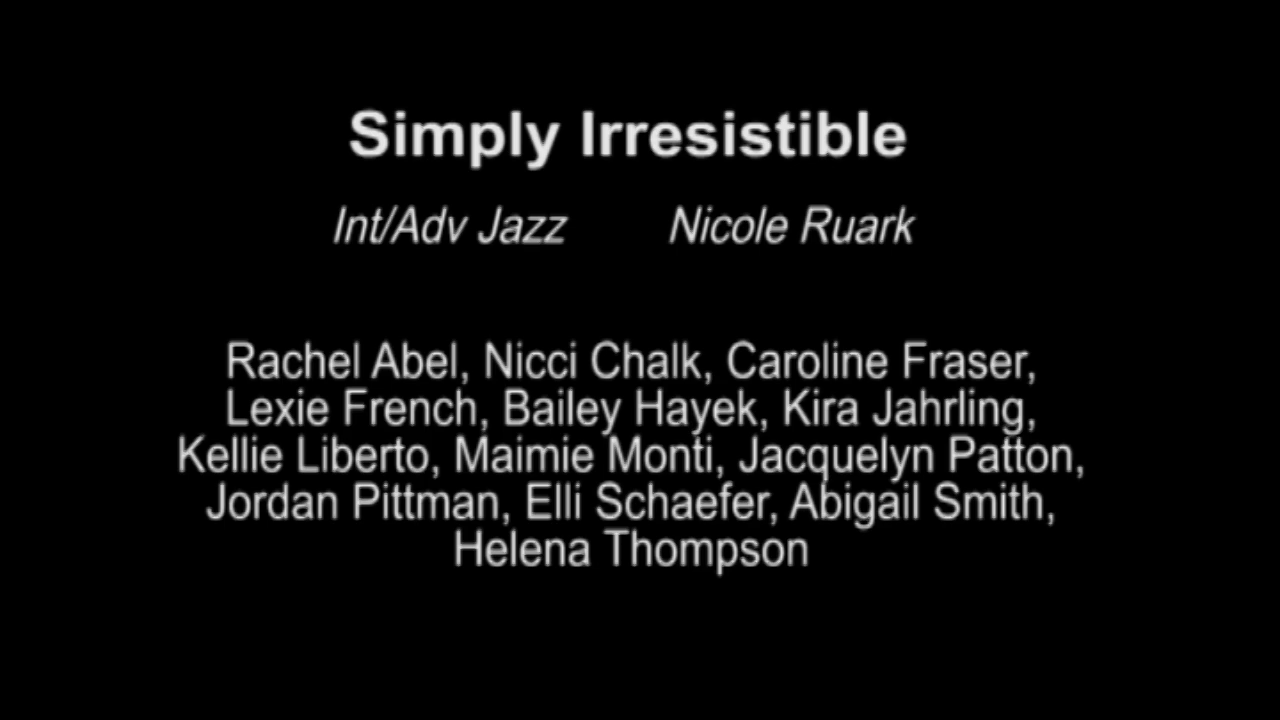 Simply Irresistible
Int/Adv Jazz Nicole Ruark
Rachel Abel, Nicci Chalk, Caroline Fraser,
Lexie French, Bailey Hayek, Kira Jahrling,
Kellie Liberto, Maimie Monti, Jacquelyn Patton,
Jordan Pittman, Elli Schaefer, Abigail Smith,
Helena Thompson